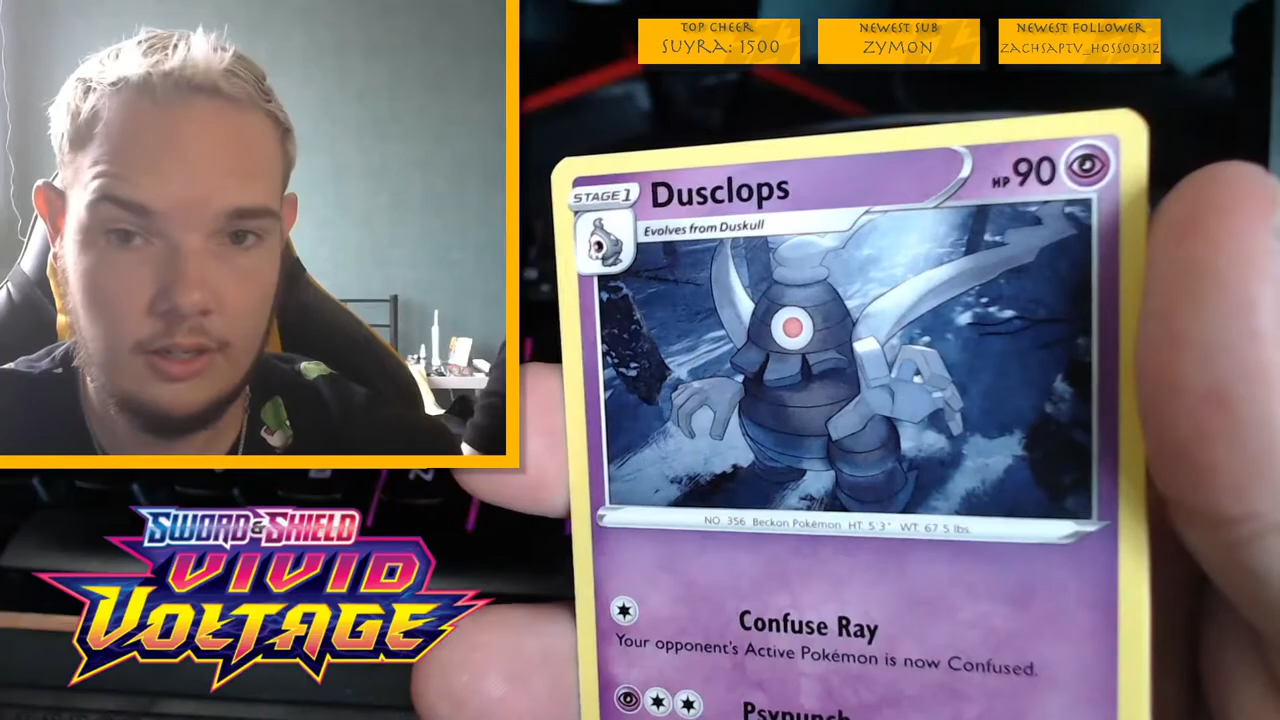 TOP CHEER
SUYRA: 1500
NEWEST SUB
ZYMON
NEWEST FOLLOWER
ZACHSAPTV_HOSS00312
STAGE 1
Dusclops
HP 90
Evolves from Duskull
NO. 356 Beckon Pokémon HT: 5'3" WT: 67.5 lbs.
Confuse Ray
Your opponent's Active Pokémon is now Confused.
Psypunch
SWORD & SHIELD
VIVID
VOLTAGE